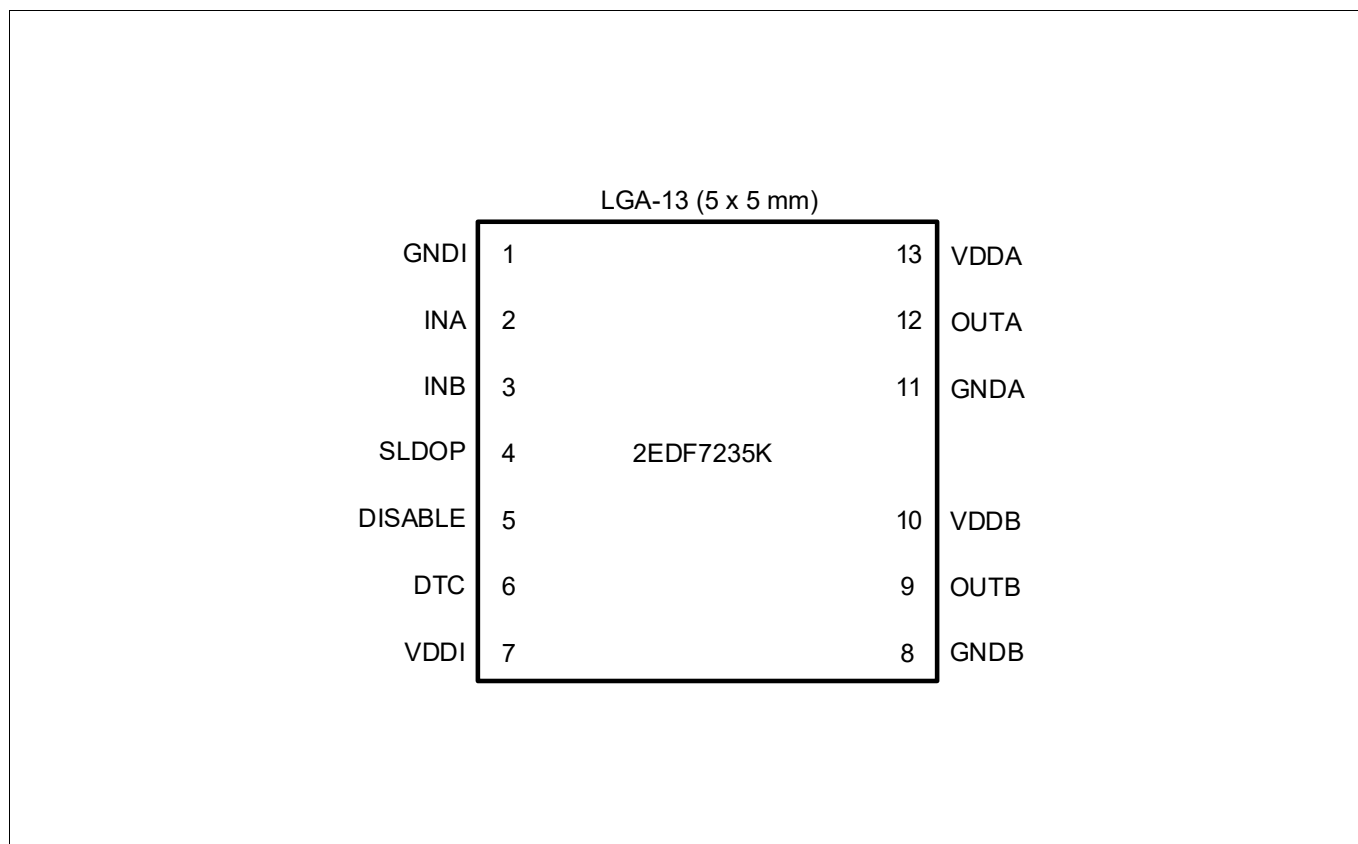 LGA-13 (5 x 5 mm)
GNDI 1 13 VDDA
INA 2 12 OUTA
INB 3 11 GNDA
SLDOP 4 2EDF7235K
DISABLE 5 10 VDDB
DTC 6 9 OUTB
VDDI 7 8 GNDB